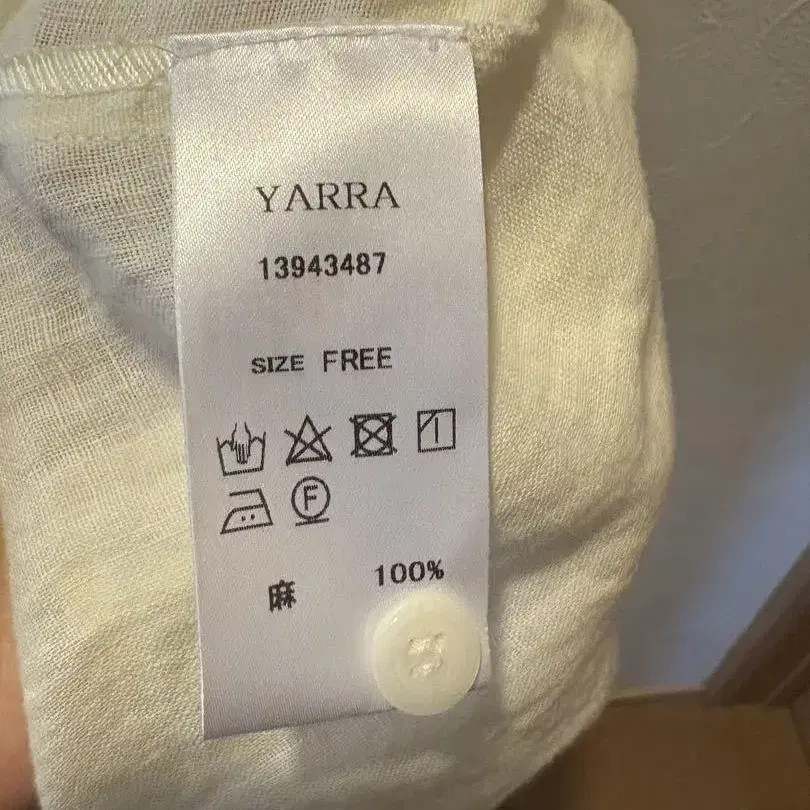 YARRA
13943487
SIZE FREE
F
麻 100%